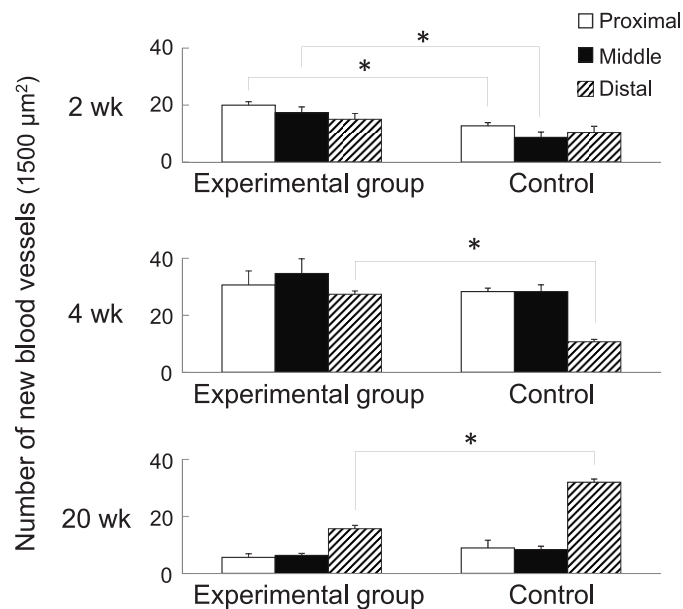 Number of new blood vessels (1500 µm²)
Proximal
Middle
Distal
2 wk
40
20
0
*
*
Experimental group
Control
4 wk
40
20
0
*
Experimental group
Control
20 wk
40
20
0
*
Experimental group
Control